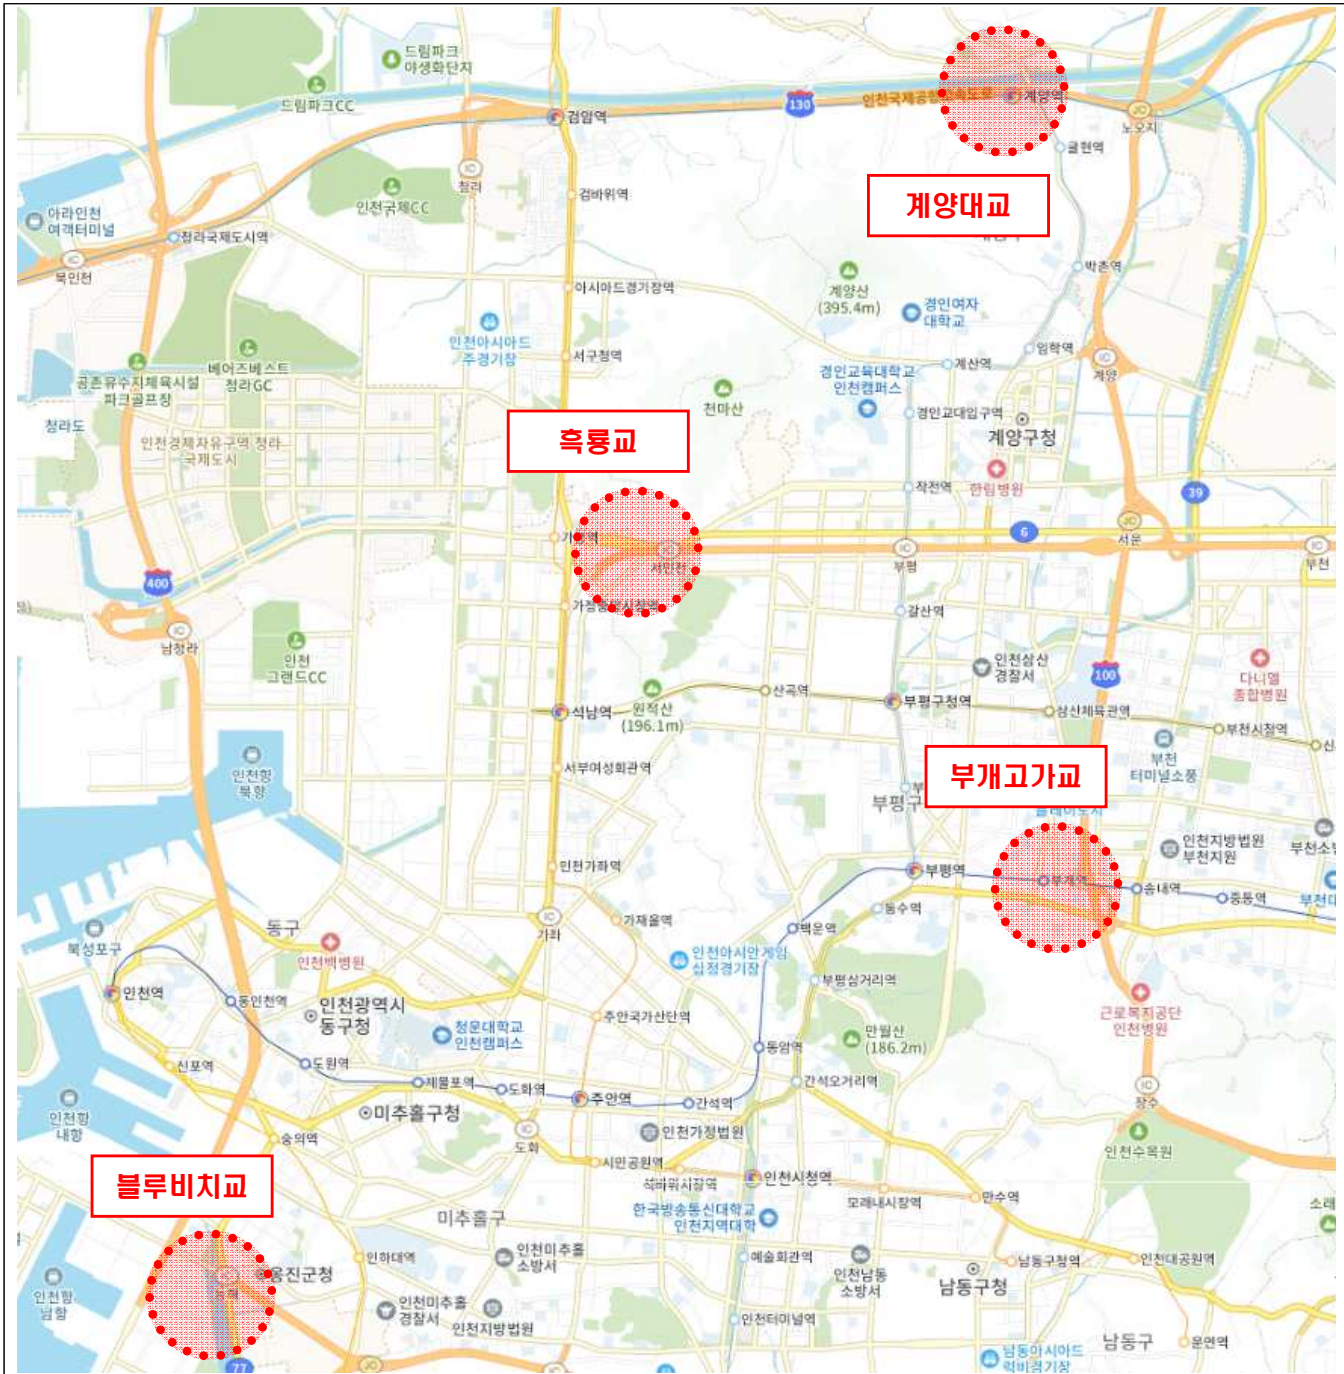 드림파크
야생화단지
드림파크CC
130
계양역
JC
노오지
검암역
귤현역
IC
청라
검바위역
인천국제CC
계양대교
아라인천
여객터미널
청라국제도시역
IC
북인천
박촌역
아시아드경기장역
계양산
(395.4m)
경인여자
대학교
인천아시아드
주경기장
서구청역
임학역
계산역
IC
계양
베어즈베스트
청라GC
공촌유수지체육시설
파크골프장
경인교육대학교
인천캠퍼스
천마산
경인교대입구역
계양구청
청라도
인천경제자유구역 청라
국제도시
흑룡교
작전역
한림병원
39
6
JC
서운
IC
부평
IC
부천
400
갈산역
IC
남청라
인천
그랜드CC
인천삼산
경찰서
100
다니엘
종합병원
산곡역
원적산
(196.1m)
석남역
부평구청역
삼산체육관역
부천시청역
부천
터미널소풍
인천항
북항
서부여성회관역
부개고가교
부평구
인천지방법원
부천지원
인천가좌역
부평역
송내역
중동역
동수역
IC
가좌
가재울역
백운역
북성포구
동구
인천백병원
인천아시안게임
십정경기장
부평삼거리역
인천역
동인천역
인천광역시
동구청
청운대학교
인천캠퍼스
주안국가산단역
만월산
(186.2m)
근로복지공단
인천병원
신포역
도원역
동암역
제물포역
도화역
주안역
간석역
간석오거리역
IC
장수
인천항
내항
미추홀구청
숭의역
IC
도화
인천가정법원
인천수목원
시민공원역
석바위시장역
인천시청역
모래내시장역
만수역
블루비치교
미추홀구
한국방송통신대학교
인천지역대학
인하대역
인천미추홀
소방서
예술회관역
인천남동
소방서
남동구청역
인천대공원역
옹진군청
남동구청
인천항
남항
인천미추홀
경찰서
인천지방법원
인천터미널역
남동구
운연역
남동아시아드
럭비경기장
77
JC